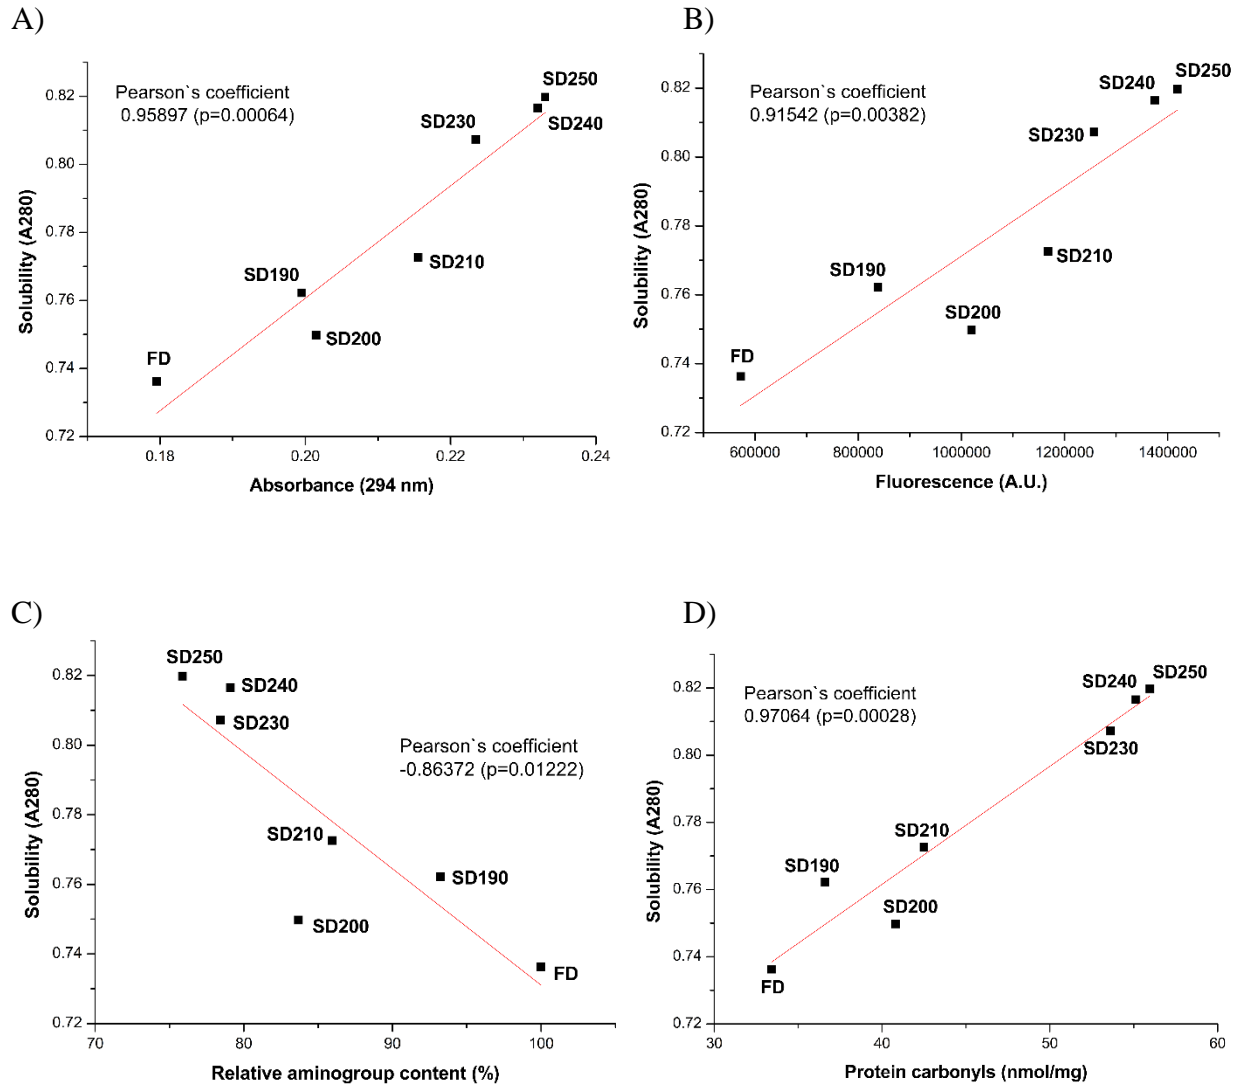 A)
Pearson`s coefficient
0.95897 (p=0.00064)
SD250
SD240
SD230
SD210
SD190
SD200
FD
0.82
0.80
0.78
0.76
0.74
0.72
0.18
0.20
0.22
0.24
Solubility (A280)
Absorbance (294 nm)
B)
Pearson`s coefficient
0.91542 (p=0.00382)
SD240
SD250
SD230
SD210
SD190
SD200
FD
0.82
0.80
0.78
0.76
0.74
0.72
600000
800000
1000000
1200000
1400000
Solubility (A280)
Fluorescence (A.U.)
C)
SD250
SD240
SD230
Pearson`s coefficient
-0.86372 (p=0.01222)
SD210
SD190
SD200
FD
0.82
0.80
0.78
0.76
0.74
0.72
70
80
90
100
Solubility (A280)
Relative aminogroup content (%)
D)
Pearson`s coefficient
0.97064 (p=0.00028)
SD240
SD250
SD230
SD210
SD190
SD200
FD
0.82
0.80
0.78
0.76
0.74
0.72
30
40
50
60
Solubility (A280)
Protein carbonyls (nmol/mg)